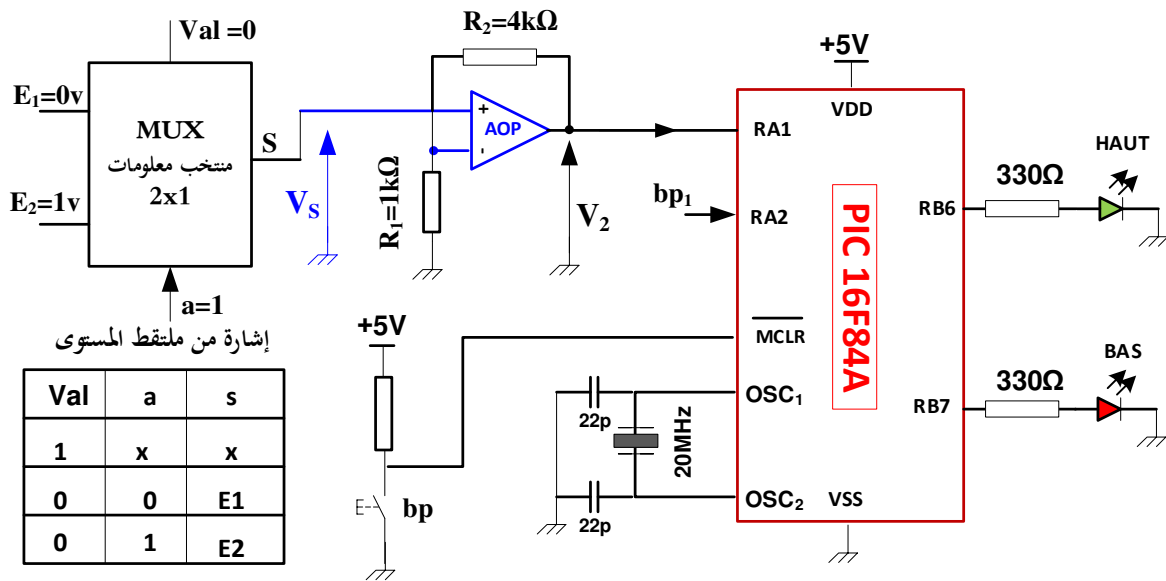 Val =0
E₁=0v
E₂=1v
MUX
منتخب معلومات
2x1
S
a=1
إشارة من ملتقط المستوى
Val a s
1 x x
0 0 E1
0 1 E2
V_S
R₂=4kΩ
R₁=1kΩ
+
AOP
-
V₂
+5V
bp
bp₁
+5V
VDD
RA1
RA2
MCLR
OSC₁
OSC₂
VSS
PIC 16F84A
RB6
RB7
22p
22p
20MHz
330Ω
HAUT
330Ω
BAS